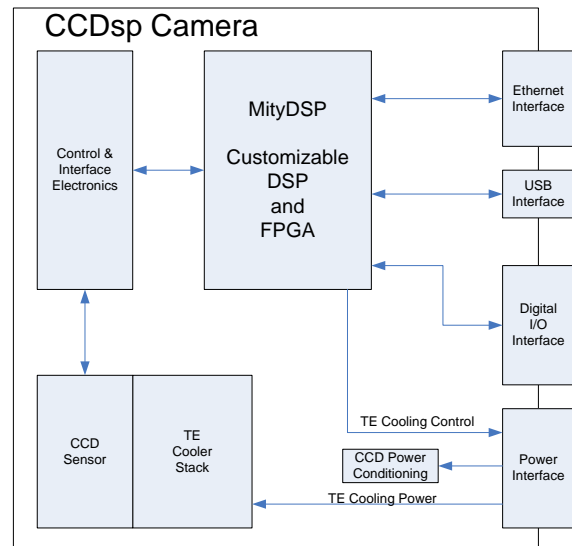 CCDsp Camera
Control &
Interface
Electronics
MityDSP
Customizable
DSP
and
FPGA
Ethernet
Interface
USB
Interface
Digital
I/O
Interface
CCD
Sensor
TE
Cooler
Stack
TE Cooling Control
CCD Power
Conditioning
TE Cooling Power
Power
Interface